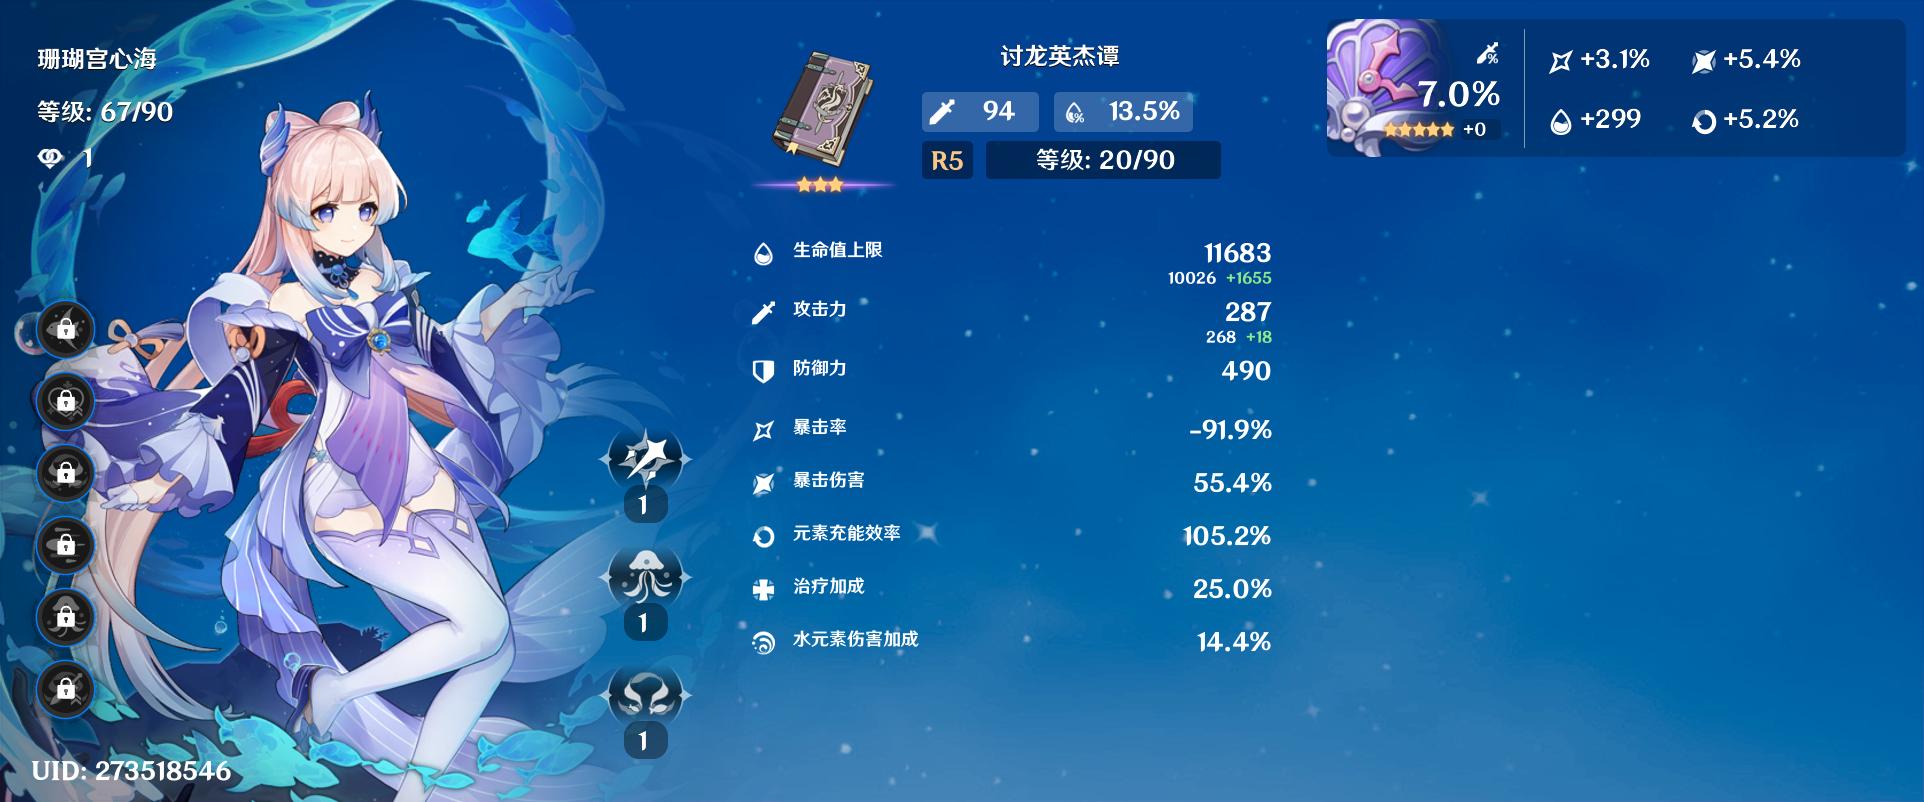 珊瑚宫心海
等级: 67/90
1
讨龙英杰谭
94
13.5%
R5
等级: 20/90
7.0%
+0
+3.1%
+5.4%
+299
+5.2%
生命值上限
11683
10026 +1655
攻击力
287
268 +18
防御力
490
暴击率
-91.9%
暴击伤害
55.4%
元素充能效率
105.2%
治疗加成
25.0%
水元素伤害加成
14.4%
1
1
1
UID: 273518546